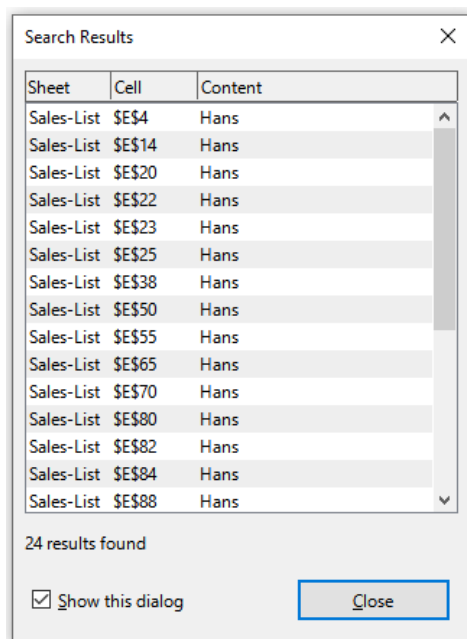 Search Results
Sheet Cell Content
Sales-List $E$4 Hans
Sales-List $E$14 Hans
Sales-List $E$20 Hans
Sales-List $E$22 Hans
Sales-List $E$23 Hans
Sales-List $E$25 Hans
Sales-List $E$38 Hans
Sales-List $E$50 Hans
Sales-List $E$55 Hans
Sales-List $E$65 Hans
Sales-List $E$70 Hans
Sales-List $E$80 Hans
Sales-List $E$82 Hans
Sales-List $E$84 Hans
Sales-List $E$88 Hans
24 results found
Show this dialog Close